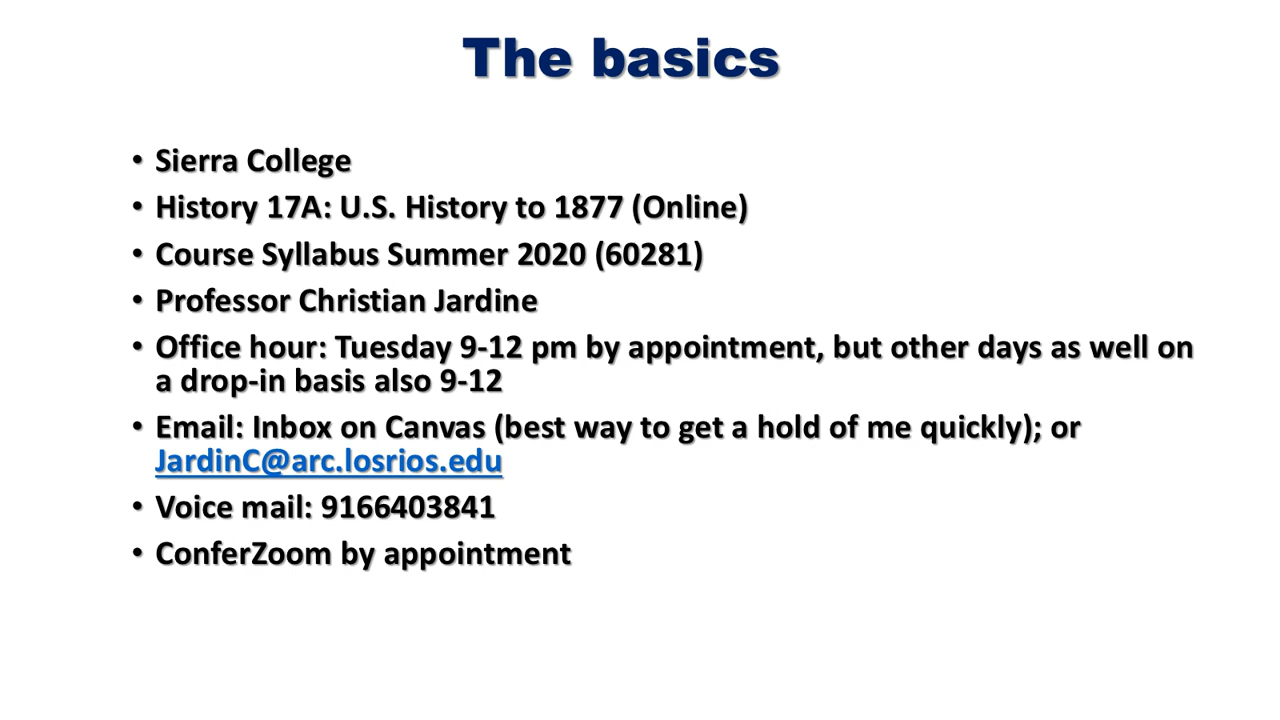 The basics
• Sierra College
• History 17A: U.S. History to 1877 (Online)
• Course Syllabus Summer 2020 (60281)
• Professor Christian Jardine
• Office hour: Tuesday 9-12 pm by appointment, but other days as well on
a drop-in basis also 9-12
• Email: Inbox on Canvas (best way to get a hold of me quickly); or
JardinC@arc.losrios.edu
• Voice mail: 9166403841
• ConferZoom by appointment